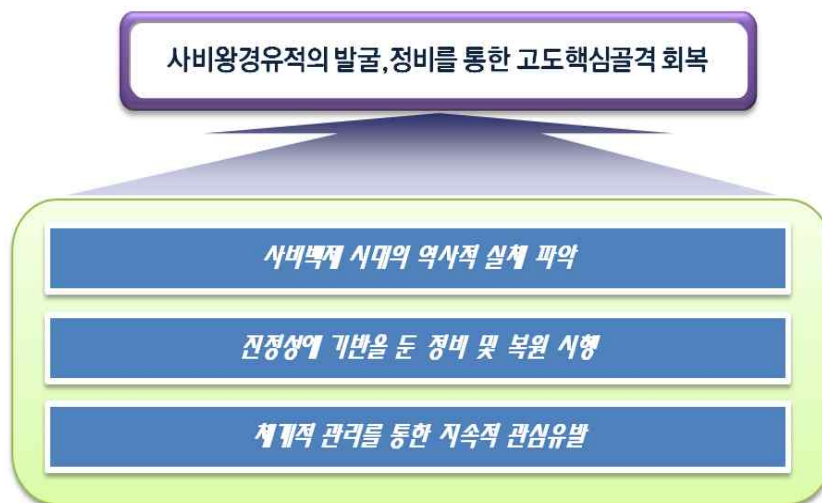 사비왕경유적의 발굴,정비를 통한 고도핵심골격 회복
사비백제 시대의 역사적 실체 파악
진정성에 기반을 둔 정비 및 복원 시행
체계적 관리를 통한 지속적 관심유발